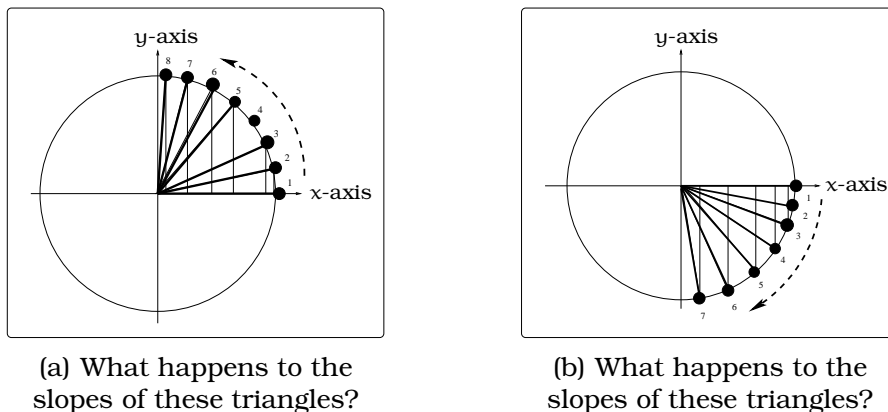 y-axis
8
7
6
5
4
3
2
1
x-axis
(a) What happens to the
slopes of these triangles?
y-axis
x-axis
1
2
3
4
5
6
7
(b) What happens to the
slopes of these triangles?